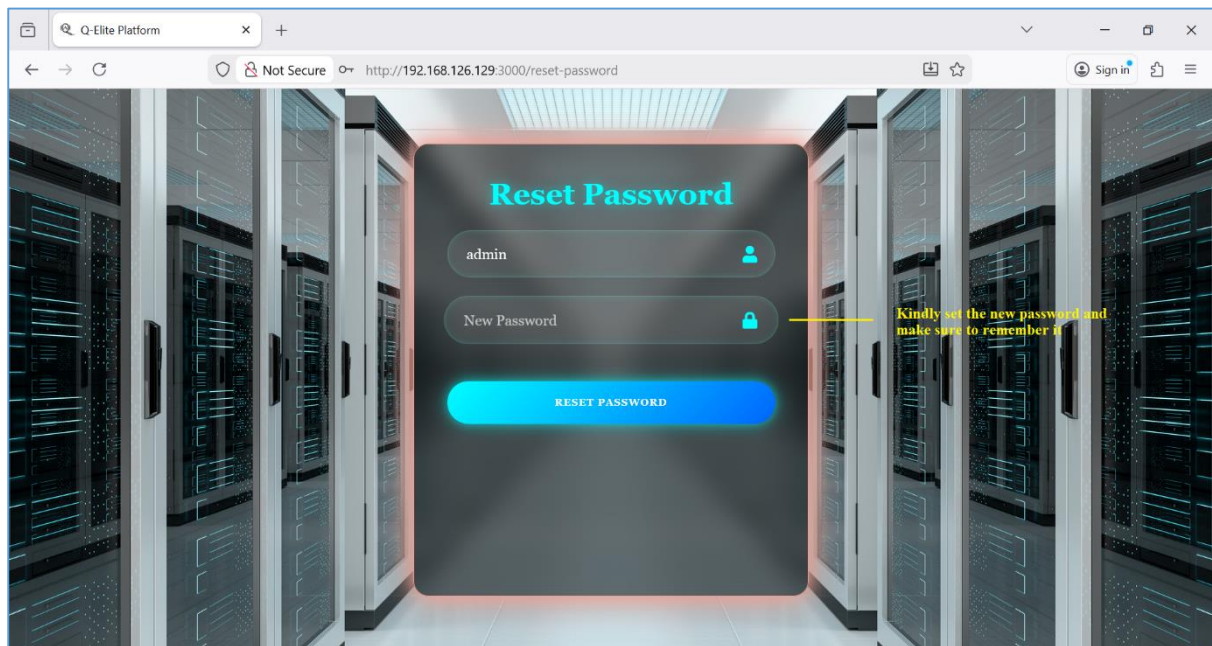 Q-Elite Platform
Not Secure http://192.168.126.129:3000/reset-password Sign in
Reset Password
admin
New Password
Kindly set the new password and
make sure to remember it
RESET PASSWORD